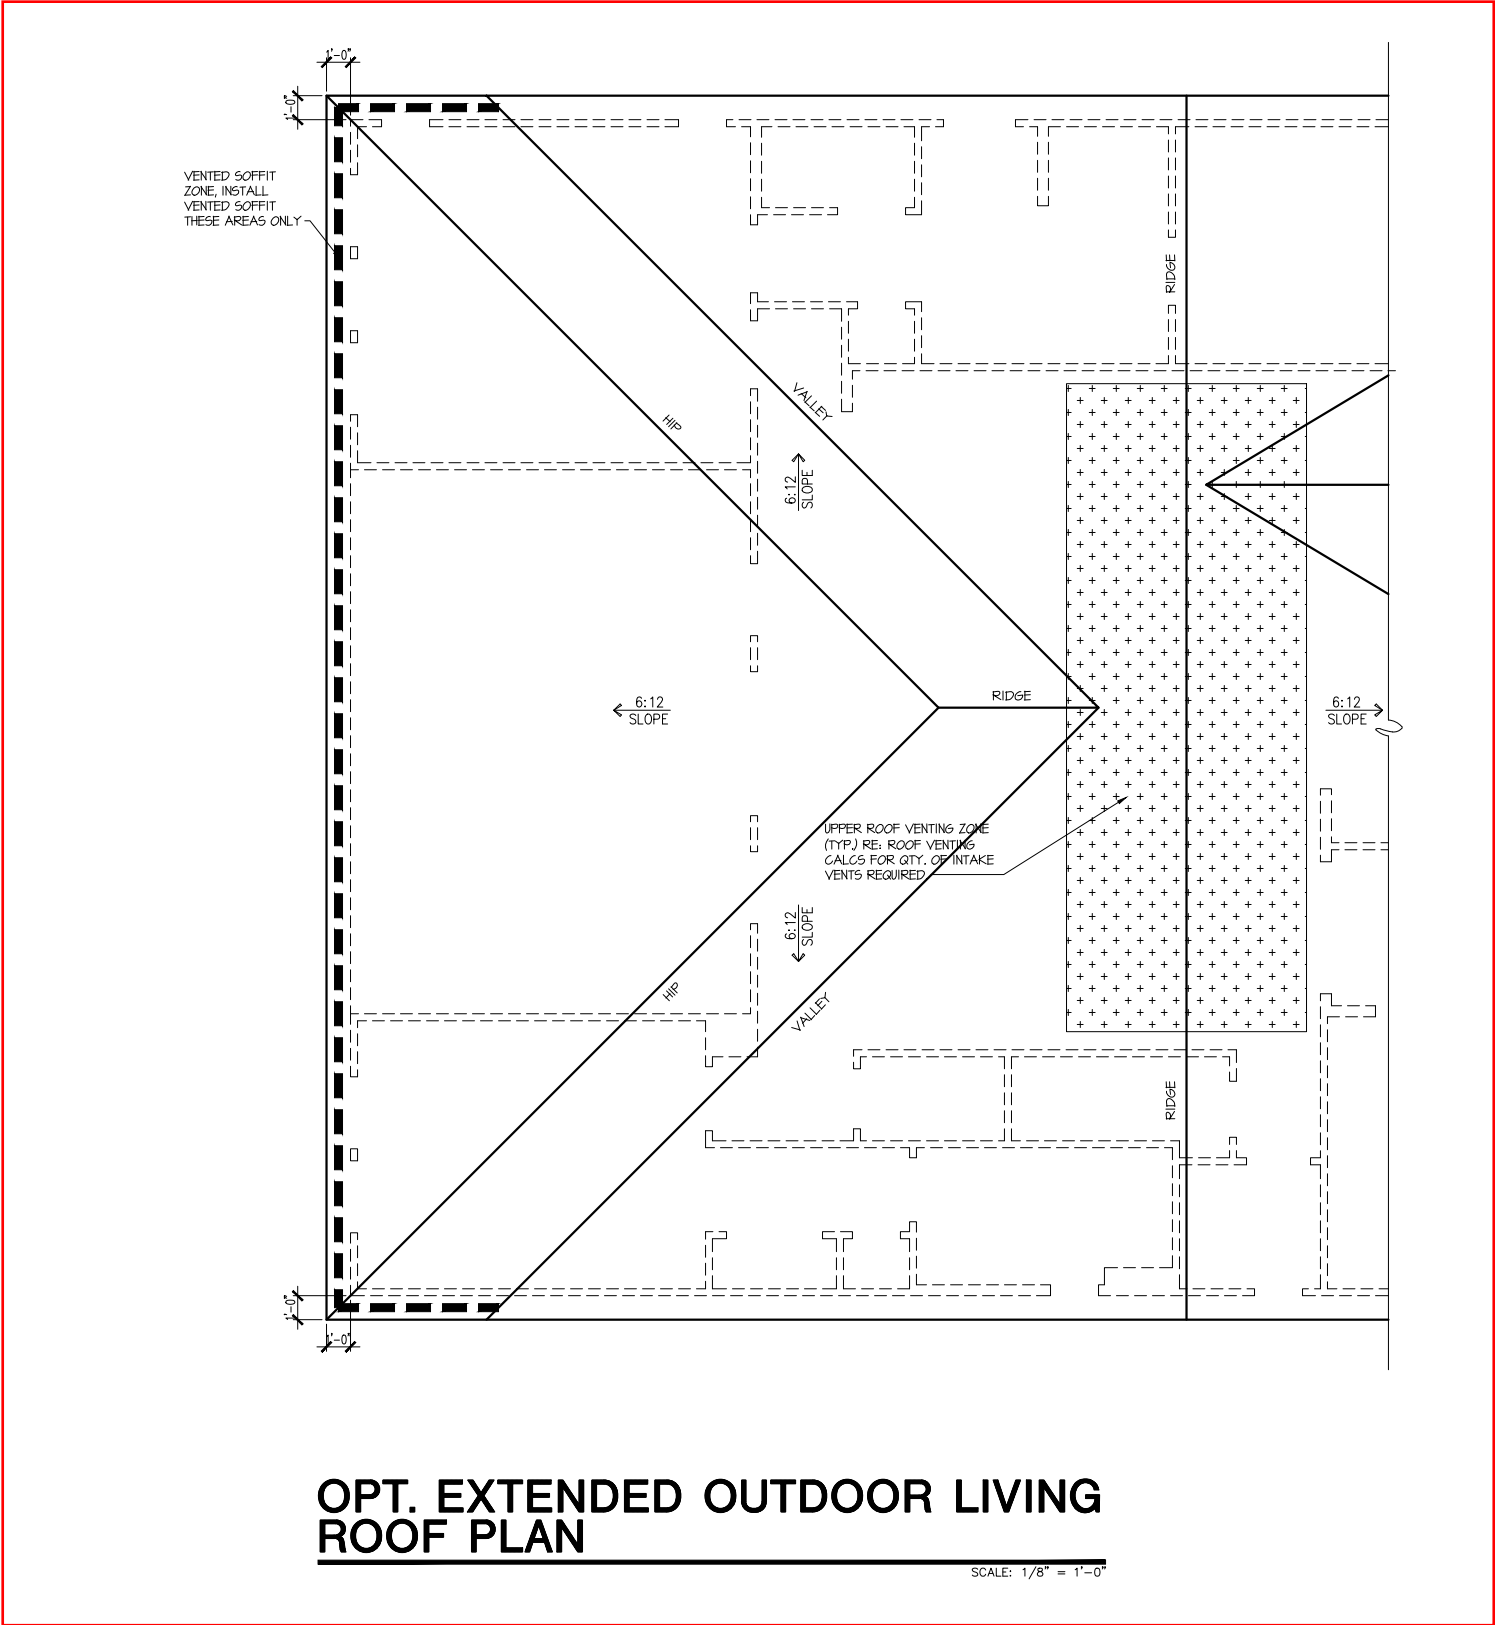 1'-0"
1'-0"
VENTED SOFFIT
ZONE, INSTALL
VENTED SOFFIT
THESE AREAS ONLY
RIDGE
HIP
VALLEY
6:12
SLOPE
6:12
SLOPE
RIDGE
6:12
SLOPE
UPPER ROOF VENTING ZONE
(TYP.) RE: ROOF VENTING
CALCS FOR QTY. OF INTAKE
VENTS REQUIRED
6:12
SLOPE
HIP
VALLEY
RIDGE
1'-0"
1'-0"
OPT. EXTENDED OUTDOOR LIVING
ROOF PLAN
SCALE: 1/8" = 1'-0"